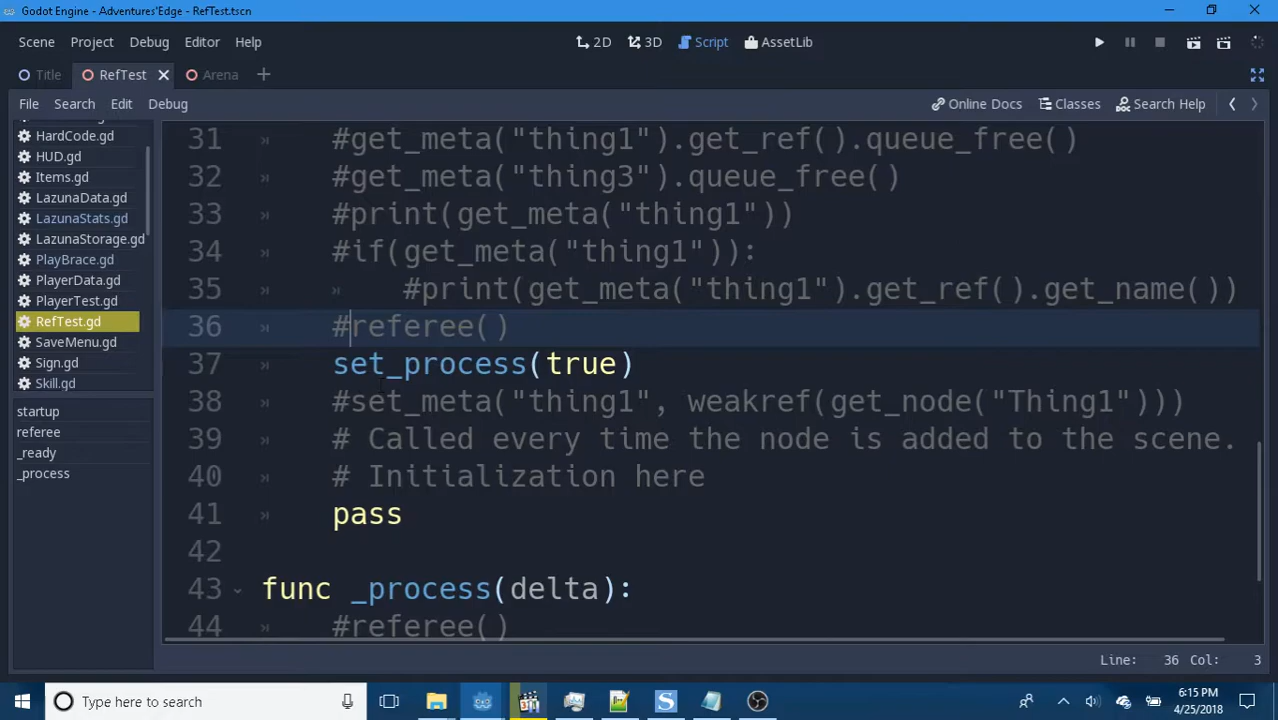 Godot Engine - Adventures'Edge - RefTest.tscn
Scene Project Debug Editor Help
2D 3D Script AssetLib
Title RefTest Arena
File Search Edit Debug
Online Docs Classes Search Help
HardCode.gd
HUD.gd
Items.gd
LazunaData.gd
LazunaStats.gd
LazunaStorage.gd
PlayBrace.gd
PlayerData.gd
PlayerTest.gd
RefTest.gd
SaveMenu.gd
Sign.gd
Skill.gd
startup
referee
_ready
_process
31 #get_meta("thing1").get_ref().queue_free()
32 #get_meta("thing3").queue_free()
33 #print(get_meta("thing1"))
34 #if(get_meta("thing1")):
35 #print(get_meta("thing1").get_ref().get_name())
36 #referee()
37 set_process(true)
38 #set_meta("thing1", weakref(get_node("Thing1")))
39 # Called every time the node is added to the scene.
40 # Initialization here
41 pass
42
43 func _process(delta):
44 #referee()
Line: 36 Col: 3
Type here to search
6:15 PM
4/25/2018